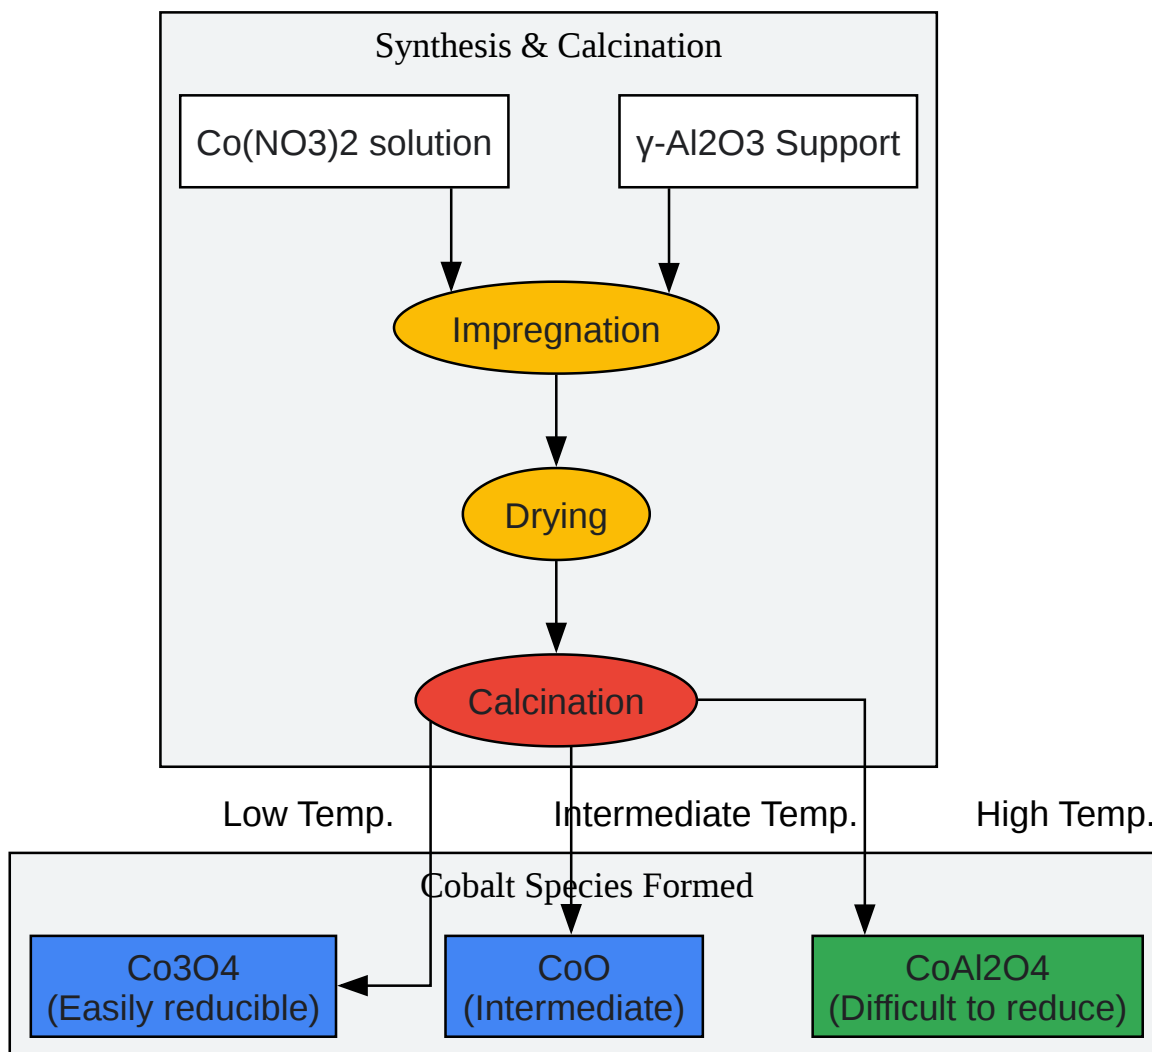 Synthesis & Calcination
Co(NO3)2 solution
γ-Al2O3 Support
Impregnation
Drying
Calcination
Low Temp.
Intermediate Temp.
High Temp.
Cobalt Species Formed
Co3O4
(Easily reducible)
CoO
(Intermediate)
CoAl2O4
(Difficult to reduce)